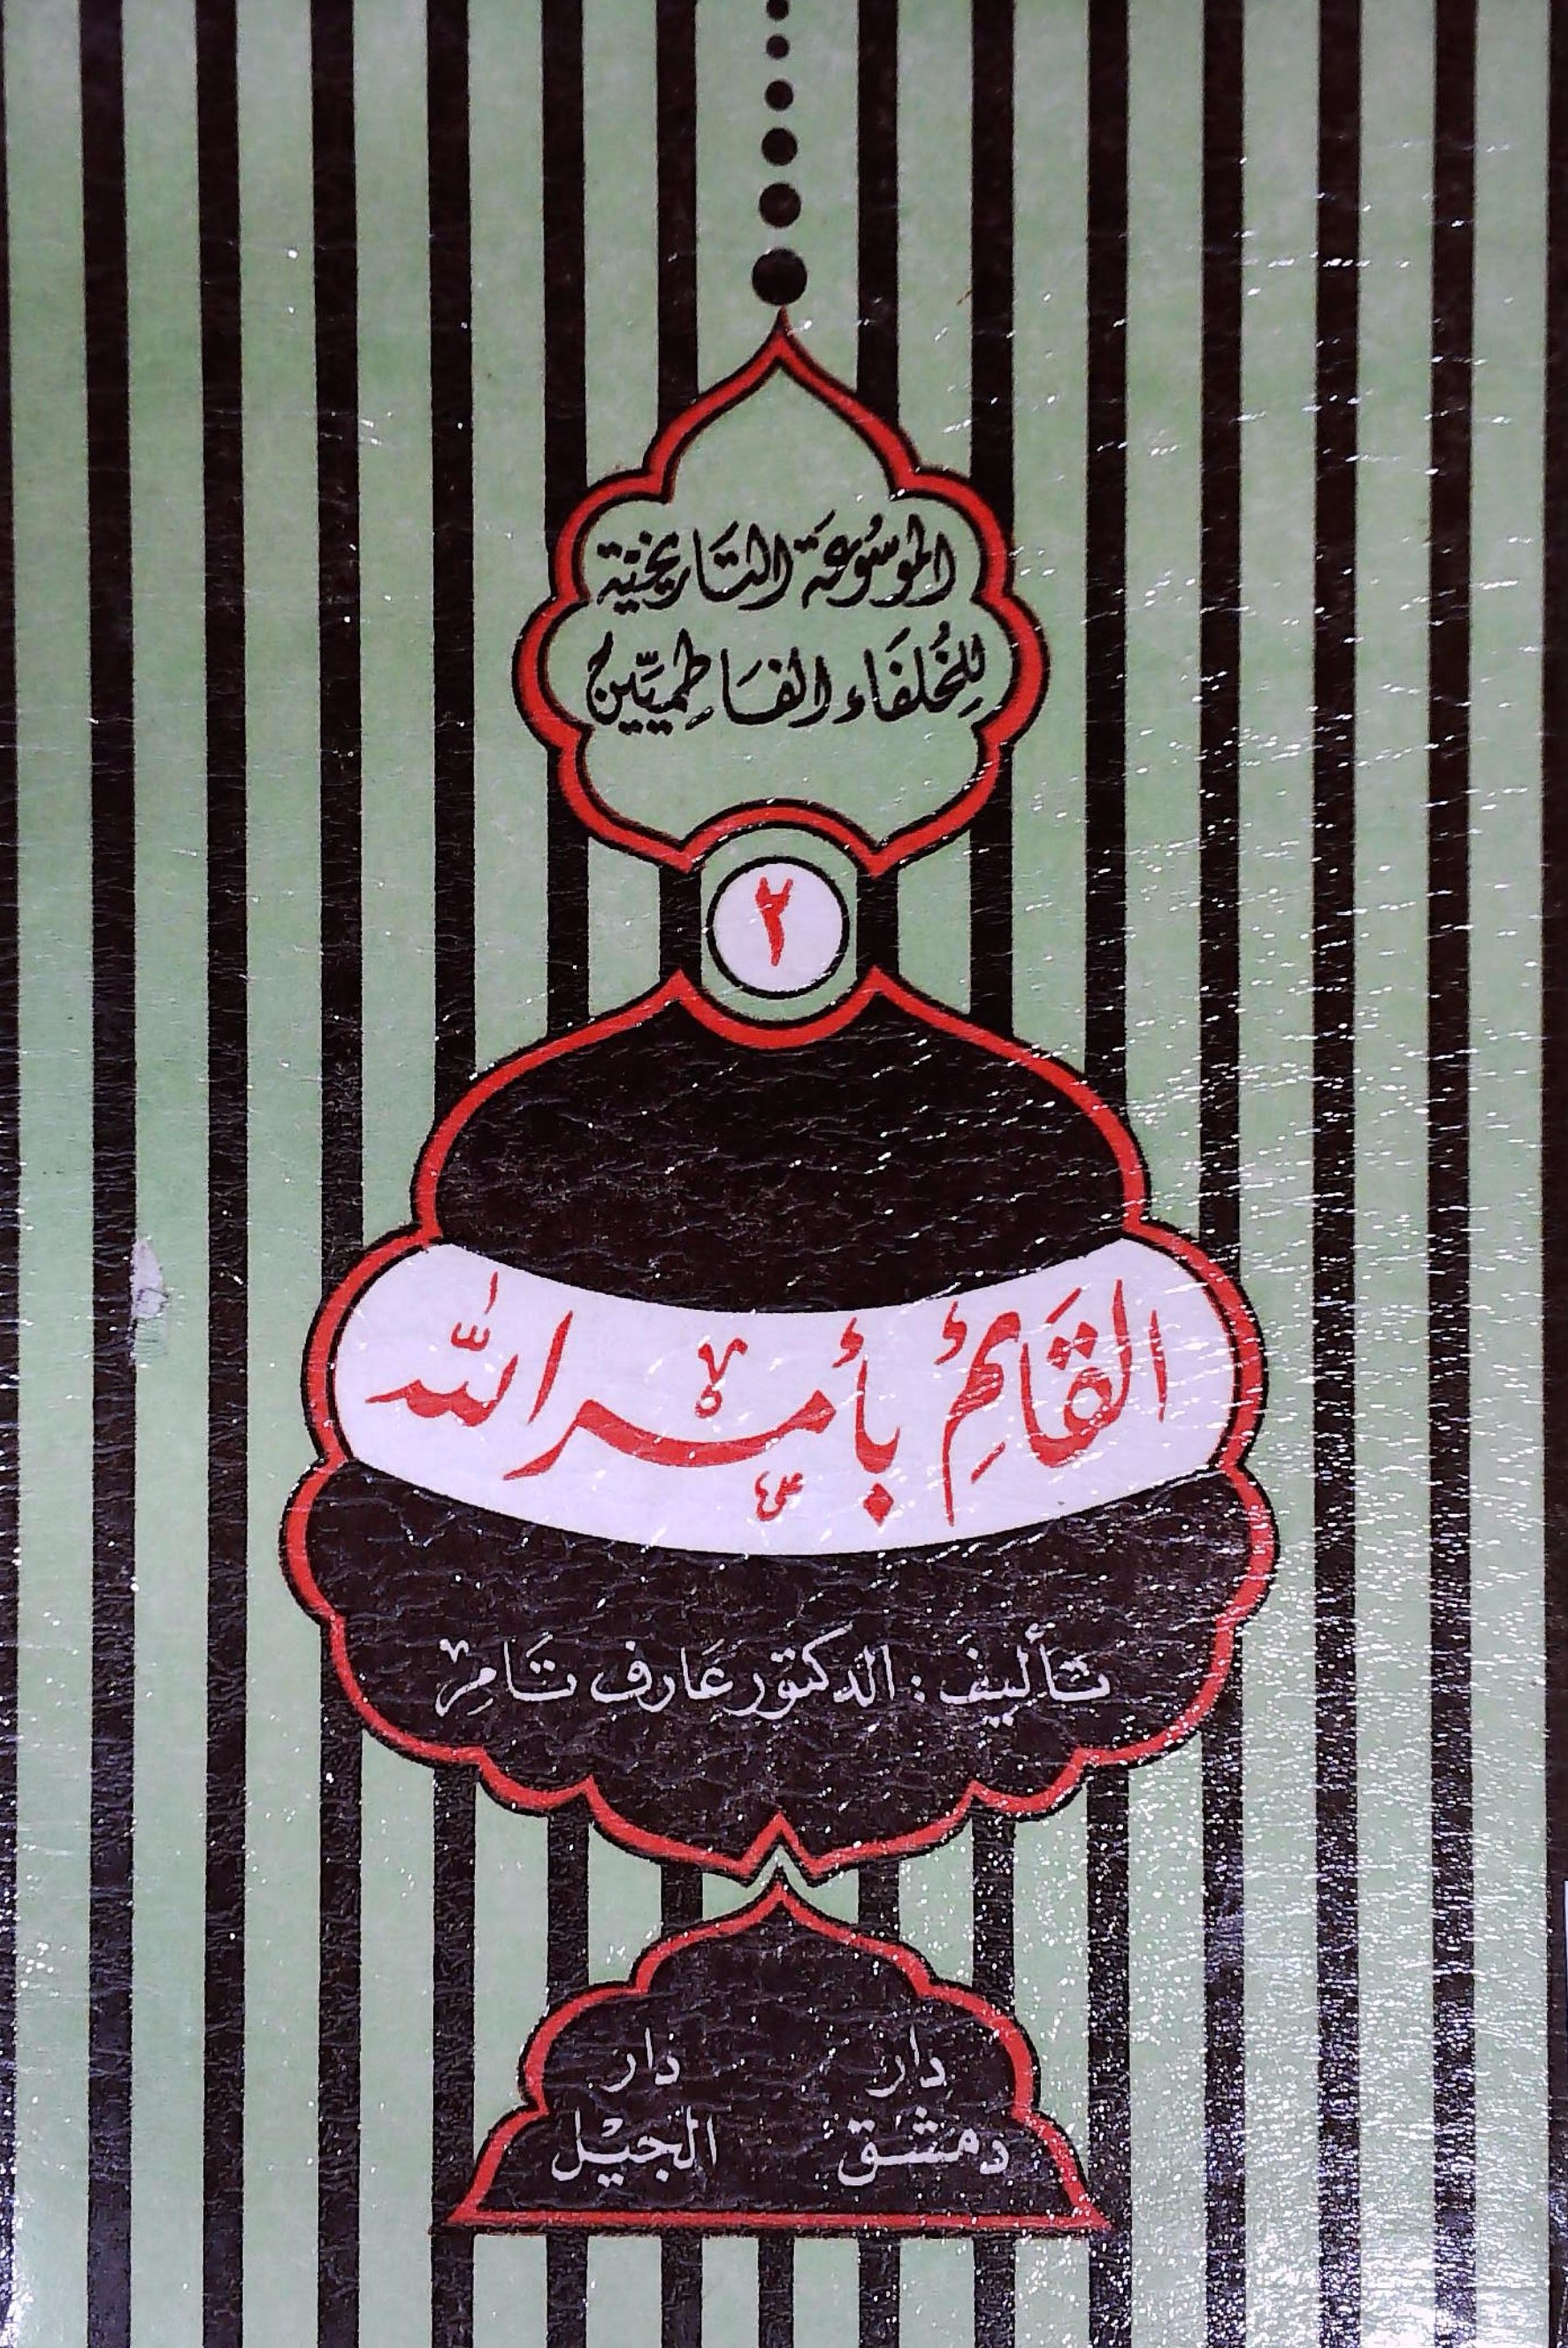 الموسوعة التاريخية
للخلفاء الفاطميين
٢
القائم بأمر الله
تأليف: الدكتور عارف تامر
دار دمشق
دار الجيل